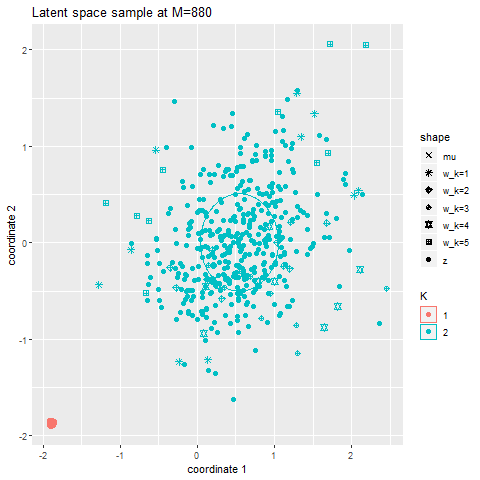 Latent space sample at M=880
coordinate 2
2
1
0
-1
-2
-2
-1
0
1
2
coordinate 1
shape
mu
w_k=1
w_k=2
w_k=3
w_k=4
w_k=5
z
K
1
2